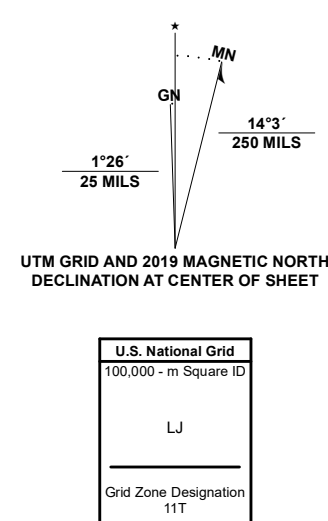 ★
MN
GN
14°3´
250 MILS
1°26´
25 MILS
UTM GRID AND 2019 MAGNETIC NORTH
DECLINATION AT CENTER OF SHEET
U.S. National Grid
100,000 - m Square ID
LJ
Grid Zone Designation
11T